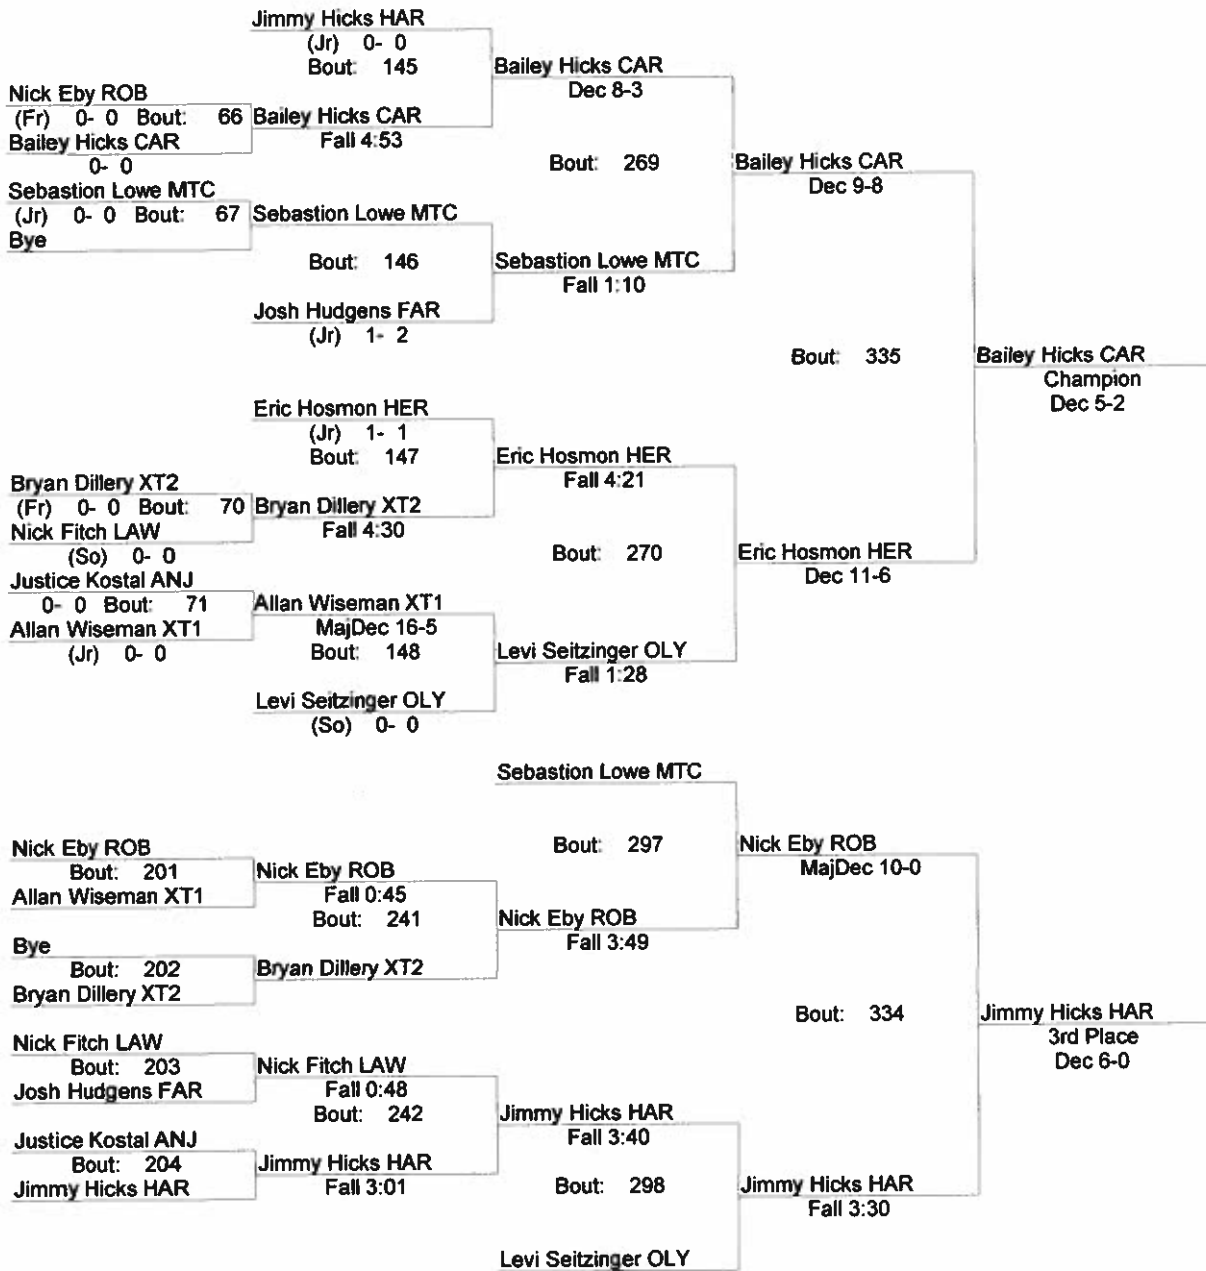 Jimmy Hicks HAR
(Jr) 0- 0
Bout: 145
Bailey Hicks CAR
Dec 8-3
Nick Eby ROB
(Fr) 0- 0 Bout: 66
Bailey Hicks CAR
0- 0
Bailey Hicks CAR
Fall 4:53
Bout: 269
Bailey Hicks CAR
Dec 9-8
Sebastion Lowe MTC
(Jr) 0- 0 Bout: 67
Bye
Sebastion Lowe MTC
Bout: 146
Sebastion Lowe MTC
Fall 1:10
Josh Hudgens FAR
(Jr) 1- 2
Bout: 335
Bailey Hicks CAR
Champion
Dec 5-2
Eric Hosmon HER
(Jr) 1- 1
Bout: 147
Eric Hosmon HER
Fall 4:21
Bryan Dillery XT2
(Fr) 0- 0 Bout: 70
Nick Fitch LAW
(So) 0- 0
Bryan Dillery XT2
Fall 4:30
Bout: 270
Eric Hosmon HER
Dec 11-6
Justice Kostal ANJ
0- 0 Bout: 71
Allan Wiseman XT1
(Jr) 0- 0
Allan Wiseman XT1
MajDec 16-5
Bout: 148
Levi Seitzinger OLY
Fall 1:28
Levi Seitzinger OLY
(So) 0- 0
Sebastion Lowe MTC
Bout: 297
Nick Eby ROB
MajDec 10-0
Nick Eby ROB
Bout: 201
Allan Wiseman XT1
Nick Eby ROB
Fall 0:45
Bout: 241
Nick Eby ROB
Fall 3:49
Bye
Bout: 202
Bryan Dillery XT2
Bryan Dillery XT2
Bout: 334
Jimmy Hicks HAR
3rd Place
Dec 6-0
Nick Fitch LAW
Bout: 203
Josh Hudgens FAR
Nick Fitch LAW
Fall 0:48
Bout: 242
Jimmy Hicks HAR
Fall 3:40
Justice Kostal ANJ
Bout: 204
Jimmy Hicks HAR
Jimmy Hicks HAR
Fall 3:01
Bout: 298
Jimmy Hicks HAR
Fall 3:30
Levi Seitzinger OLY